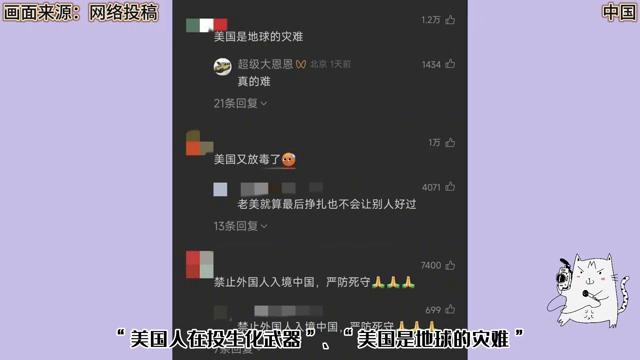 画面来源：网络投稿
中国
1.2万
美国是地球的灾难
超级大恩恩 北京 1天前
1434
真的难
21条回复
1万
美国又放毒了🥵
4071
老美就算最后挣扎也不会让别人好过
13条回复
7400
禁止外国人入境中国，严防死守🙏🙏🙏
699
禁止外国人入境中国，严防死守🙏🙏🙏
“美国人在投生化武器”、“美国是地球的灾难”
7条回复